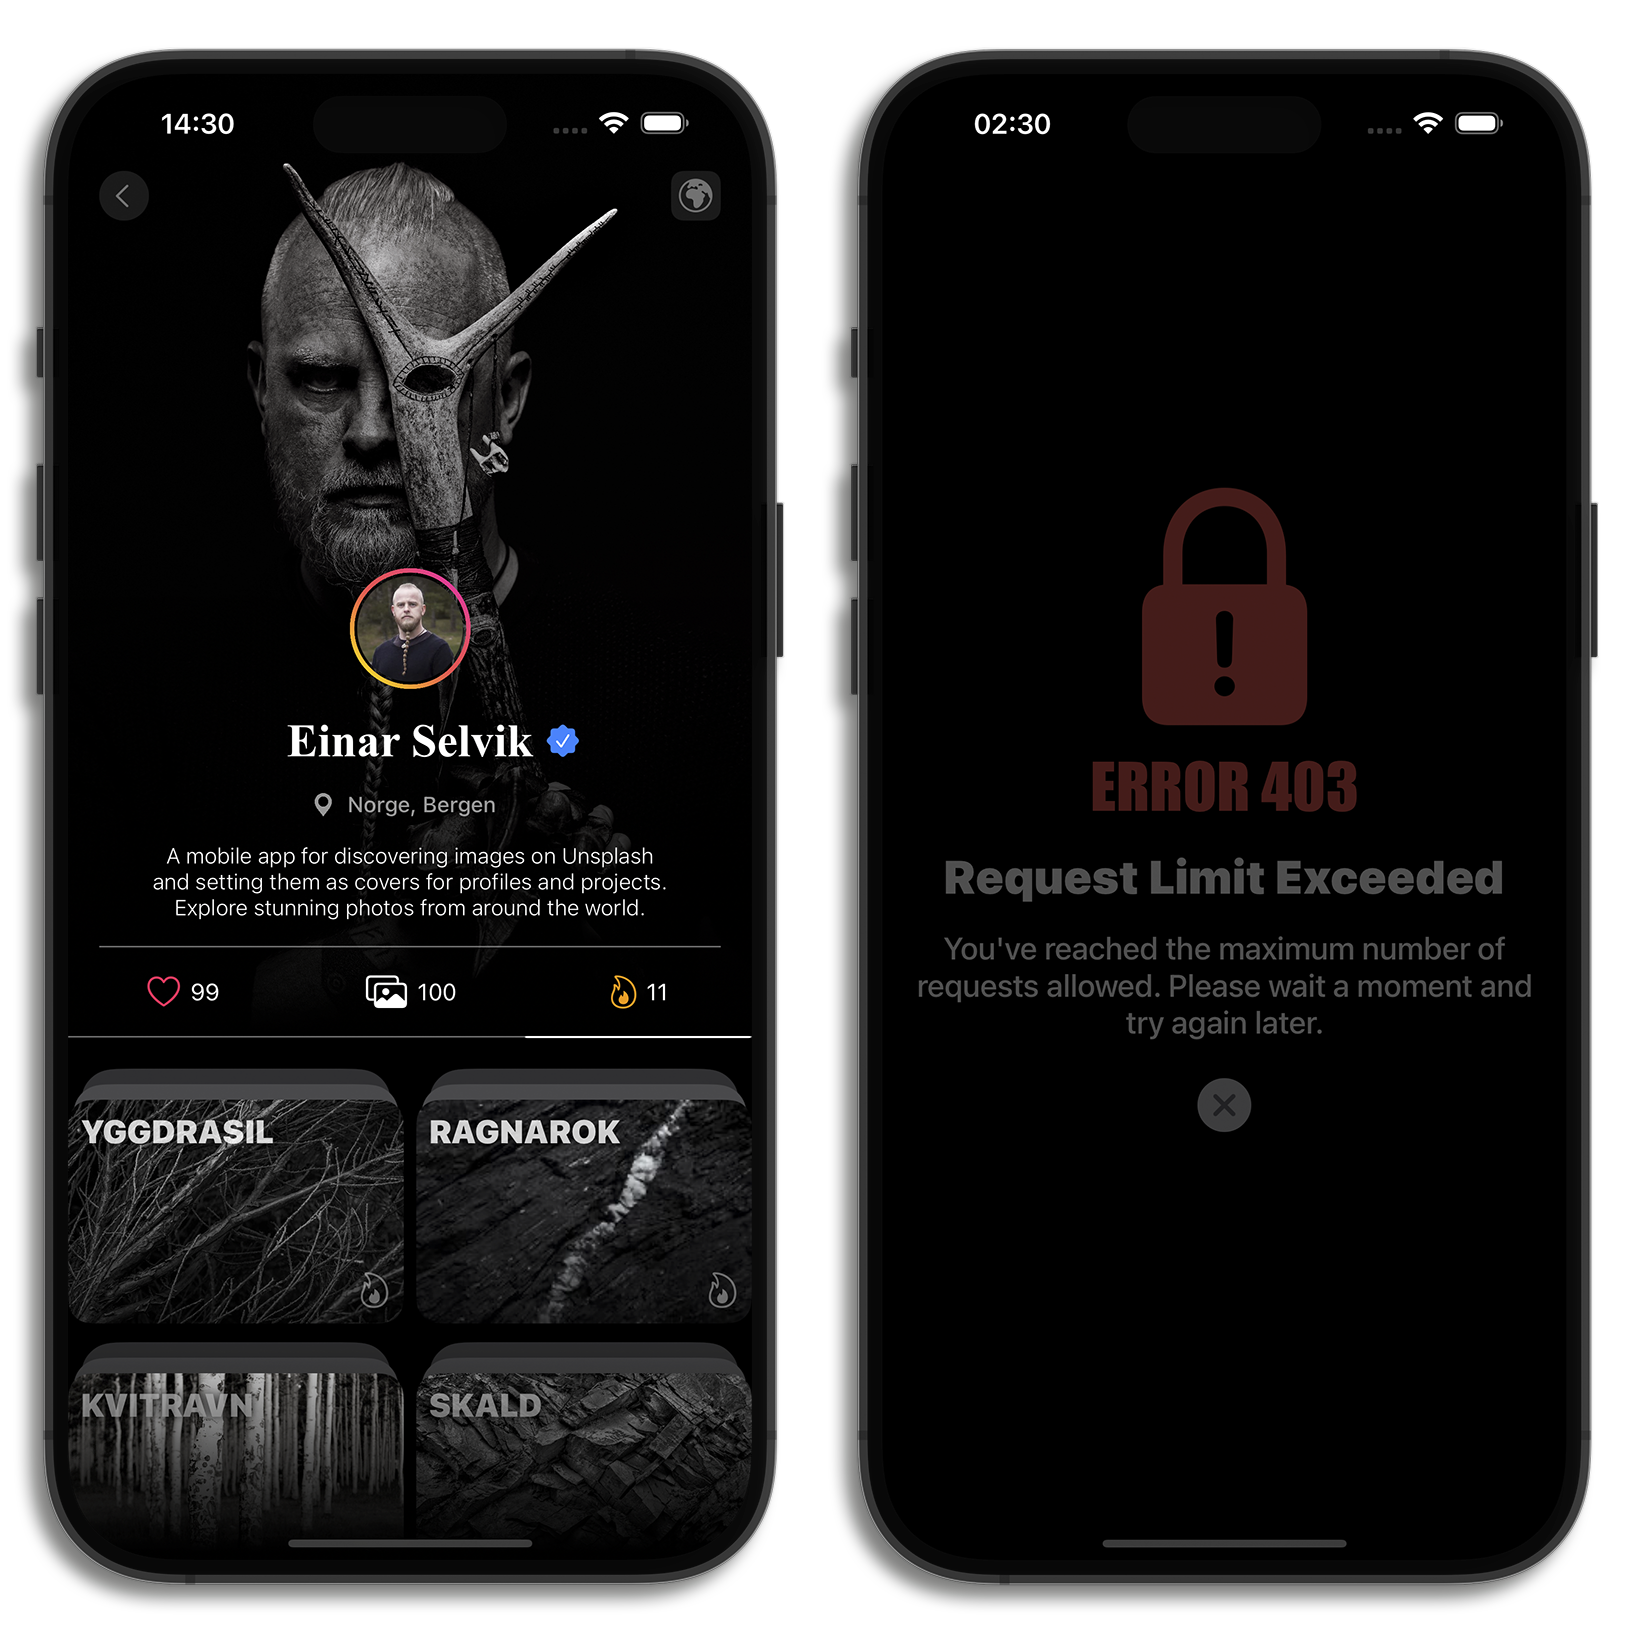 14:30
Einar Selvik
Norge, Bergen
A mobile app for discovering images on Unsplash
and setting them as covers for profiles and projects.
Explore stunning photos from around the world.
99
100
11
YGGDRASIL
RAGNAROK
KVITRAVN
SKALD
02:30
ERROR 403
Request Limit Exceeded
You've reached the maximum number of
requests allowed. Please wait a moment and
try again later.